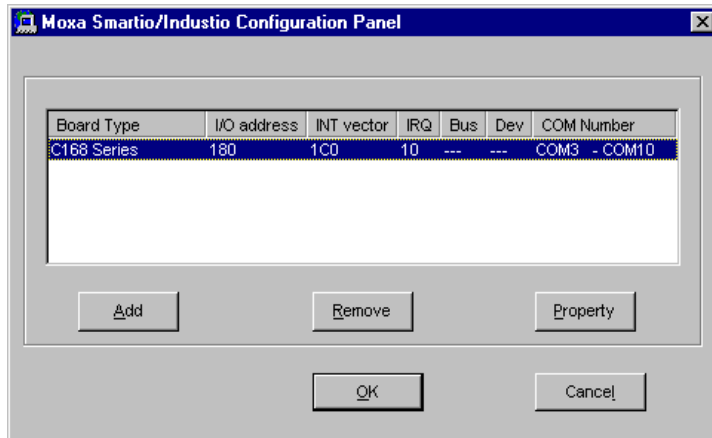 Moxa Smartio/Industio Configuration Panel
Board Type I/O address INT vector IRQ Bus Dev COM Number
C168 Series 180 1C0 10 --- --- COM3 - COM10
Add Remove Property
OK Cancel